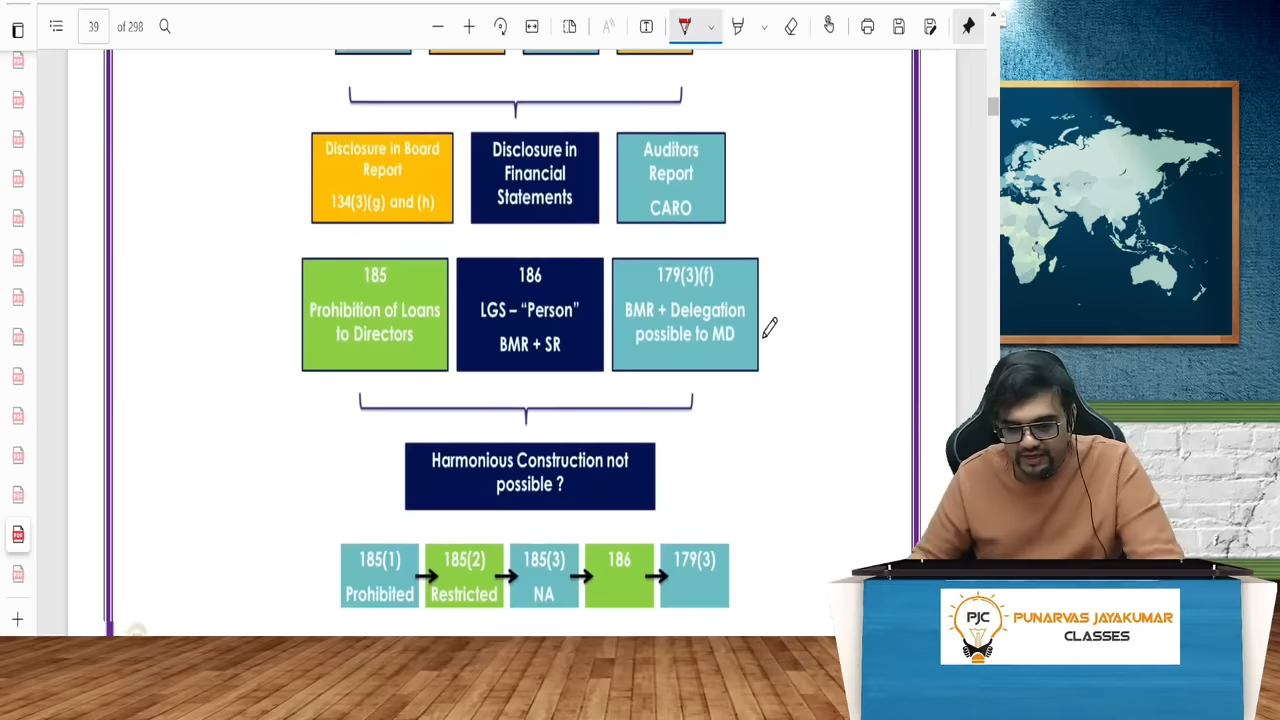 39
of 298
Disclosure in Board
Report
134(3)(g) and (h)
Disclosure in
Financial
Statements
Auditors
Report
CARO
185
Prohibition of Loans
to Directors
186
LGS – “Person”
BMR + SR
179(3)(f)
BMR + Delegation
possible to MD
Harmonious Construction not
possible ?
185(1)
Prohibited
185(2)
Restricted
185(3)
NA
186
179(3)
PJC
PUNARVAS JAYAKUMAR
CLASSES